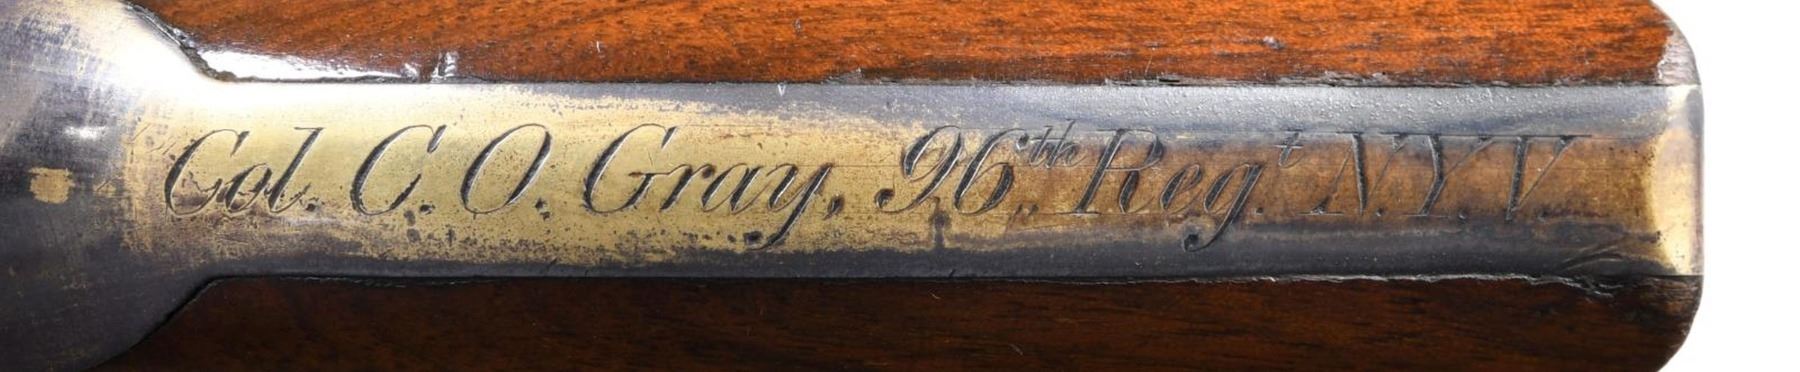 Col. C. O. Gray, 96th Regt. N.Y.V.